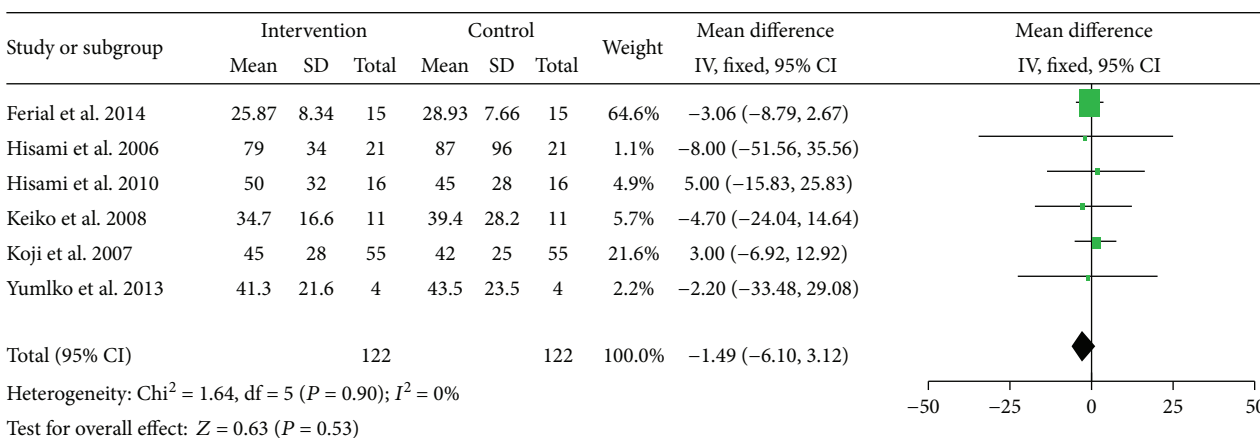 Intervention Control Mean difference Mean difference
Study or subgroup Weight
Mean SD Total Mean SD Total IV, fixed, 95% CI IV, fixed, 95% CI
Ferial et al. 2014 25.87 8.34 15 28.93 7.66 15 64.6% −3.06 (−8.79, 2.67)
Hisami et al. 2006 79 34 21 87 96 21 1.1% −8.00 (−51.56, 35.56)
Hisami et al. 2010 50 32 16 45 28 16 4.9% 5.00 (−15.83, 25.83)
Keiko et al. 2008 34.7 16.6 11 39.4 28.2 11 5.7% −4.70 (−24.04, 14.64)
Koji et al. 2007 45 28 55 42 25 55 21.6% 3.00 (−6.92, 12.92)
Yumlko et al. 2013 41.3 21.6 4 43.5 23.5 4 2.2% −2.20 (−33.48, 29.08)
Total (95% CI) 122 122 100.0% −1.49 (−6.10, 3.12)
Heterogeneity: Chi² = 1.64, df = 5 (P = 0.90); I² = 0%
−50 −25 0 25 50
Test for overall effect: Z = 0.63 (P = 0.53)